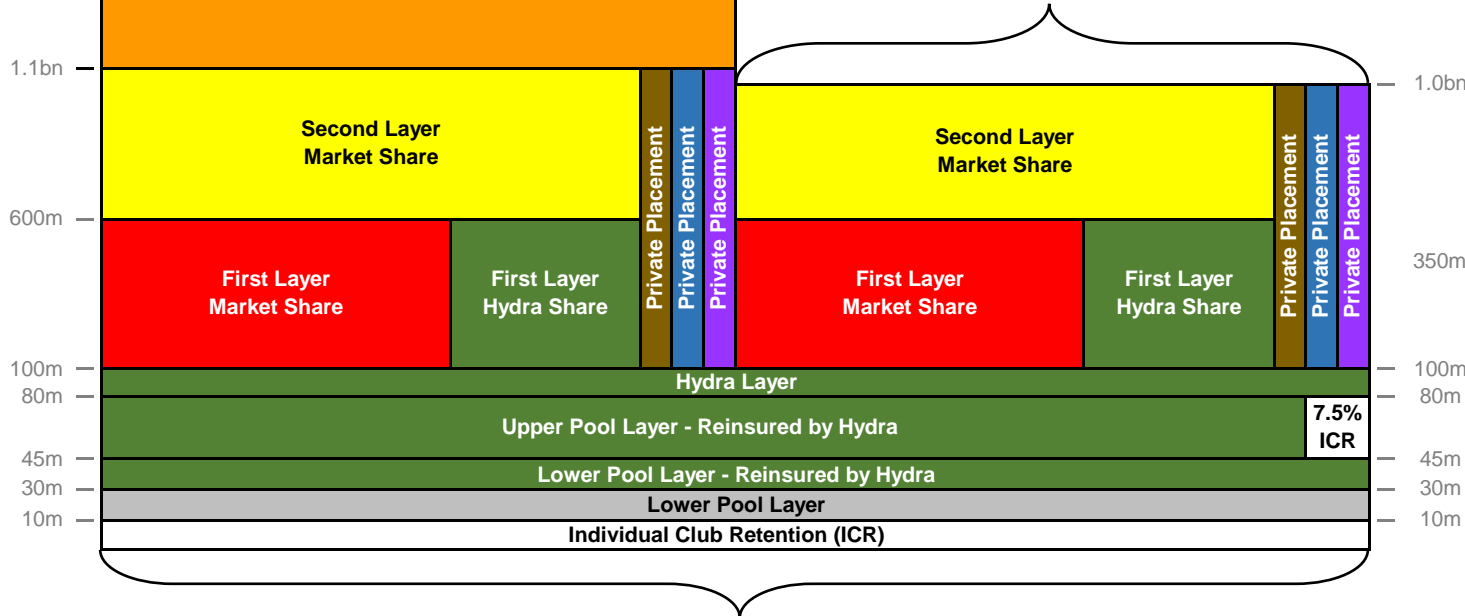 1.1bn
1.0bn
Second Layer
Market Share
Private Placement
Private Placement
Private Placement
Second Layer
Market Share
Private Placement
Private Placement
Private Placement
600m
350m
First Layer
Market Share
First Layer
Hydra Share
First Layer
Market Share
First Layer
Hydra Share
100m
100m
Hydra Layer
80m
80m
Upper Pool Layer - Reinsured by Hydra
7.5%
ICR
45m
45m
Lower Pool Layer - Reinsured by Hydra
30m
30m
Lower Pool Layer
10m
10m
Individual Club Retention (ICR)